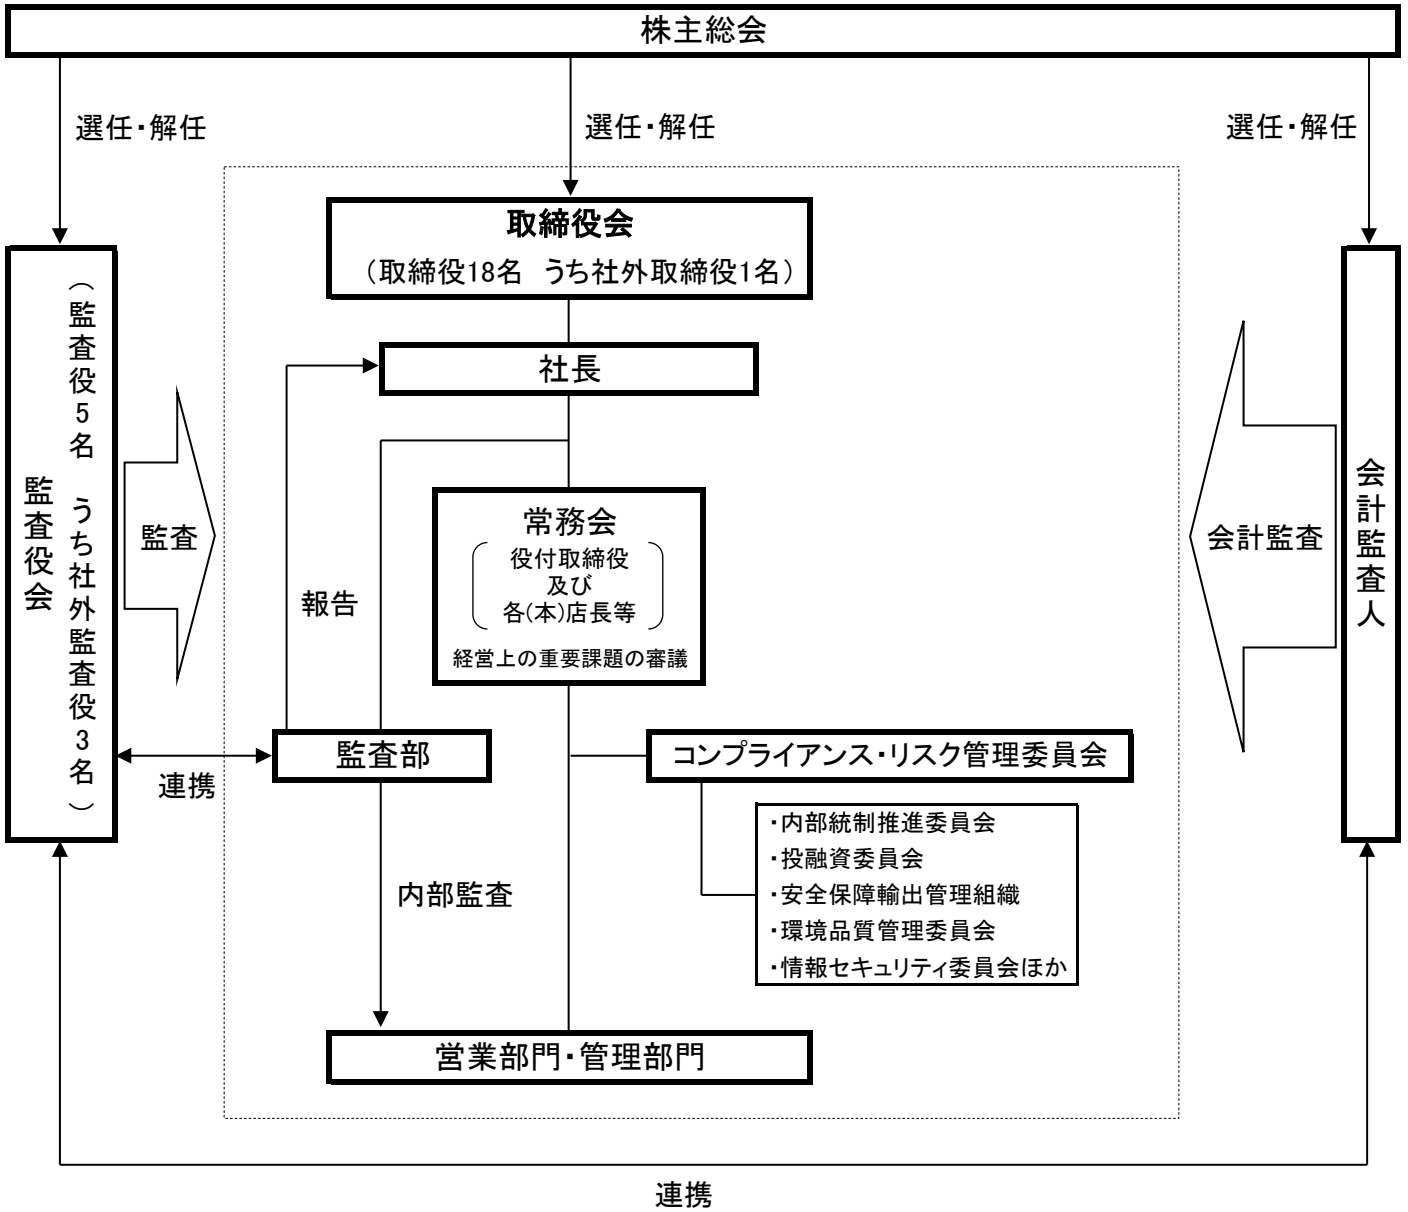 株主総会
選任・解任
選任・解任
選任・解任
取締役会
（取締役18名　うち社外取締役1名）
社長
監査役会
（監査役5名　うち社外監査役3名）
監査
常務会
役付取締役
及び
各(本)店長等
経営上の重要課題の審議
報告
会計監査
会計監査人
監査部
連携
コンプライアンス・リスク管理委員会
・内部統制推進委員会
・投融資委員会
・安全保障輸出管理組織
・環境品質管理委員会
・情報セキュリティ委員会ほか
内部監査
営業部門・管理部門
連携